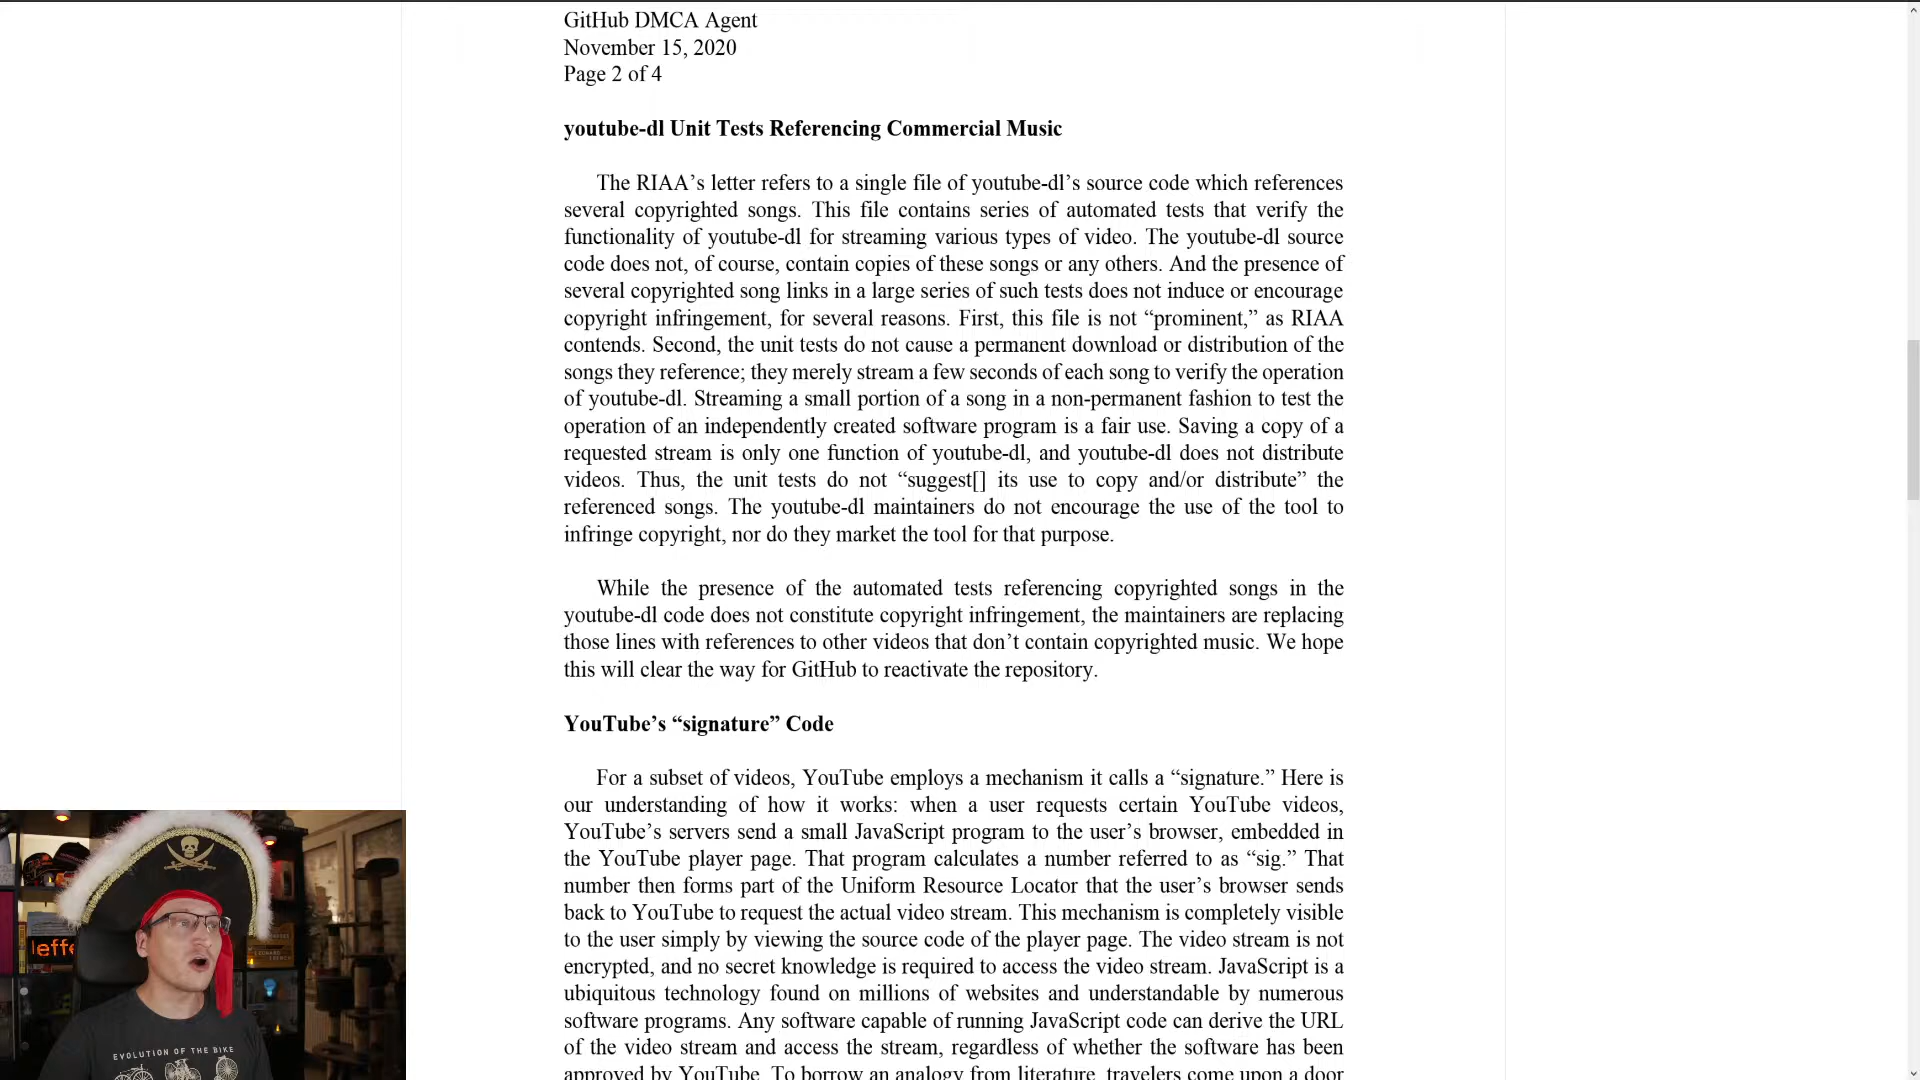 GitHub DMCA Agent
November 15, 2020
Page 2 of 4
youtube-dl Unit Tests Referencing Commercial Music
The RIAA’s letter refers to a single file of youtube-dl’s source code which references
several copyrighted songs. This file contains series of automated tests that verify the
functionality of youtube-dl for streaming various types of video. The youtube-dl source
code does not, of course, contain copies of these songs or any others. And the presence of
several copyrighted song links in a large series of such tests does not induce or encourage
copyright infringement, for several reasons. First, this file is not “prominent,” as RIAA
contends. Second, the unit tests do not cause a permanent download or distribution of the
songs they reference; they merely stream a few seconds of each song to verify the operation
of youtube-dl. Streaming a small portion of a song in a non-permanent fashion to test the
operation of an independently created software program is a fair use. Saving a copy of a
requested stream is only one function of youtube-dl, and youtube-dl does not distribute
videos. Thus, the unit tests do not “suggest[] its use to copy and/or distribute” the
referenced songs. The youtube-dl maintainers do not encourage the use of the tool to
infringe copyright, nor do they market the tool for that purpose.
While the presence of the automated tests referencing copyrighted songs in the
youtube-dl code does not constitute copyright infringement, the maintainers are replacing
those lines with references to other videos that don’t contain copyrighted music. We hope
this will clear the way for GitHub to reactivate the repository.
YouTube’s “signature” Code
For a subset of videos, YouTube employs a mechanism it calls a “signature.” Here is
our understanding of how it works: when a user requests certain YouTube videos,
YouTube’s servers send a small JavaScript program to the user’s browser, embedded in
the YouTube player page. That program calculates a number referred to as “sig.” That
number then forms part of the Uniform Resource Locator that the user’s browser sends
back to YouTube to request the actual video stream. This mechanism is completely visible
to the user simply by viewing the source code of the player page. The video stream is not
encrypted, and no secret knowledge is required to access the video stream. JavaScript is a
ubiquitous technology found on millions of websites and understandable by numerous
software programs. Any software capable of running JavaScript code can derive the URL
of the video stream and access the stream, regardless of whether the software has been
approved by YouTube. To borrow an analogy from literature, travelers come upon a door
leffe
EVOLUTION OF THE BIKE